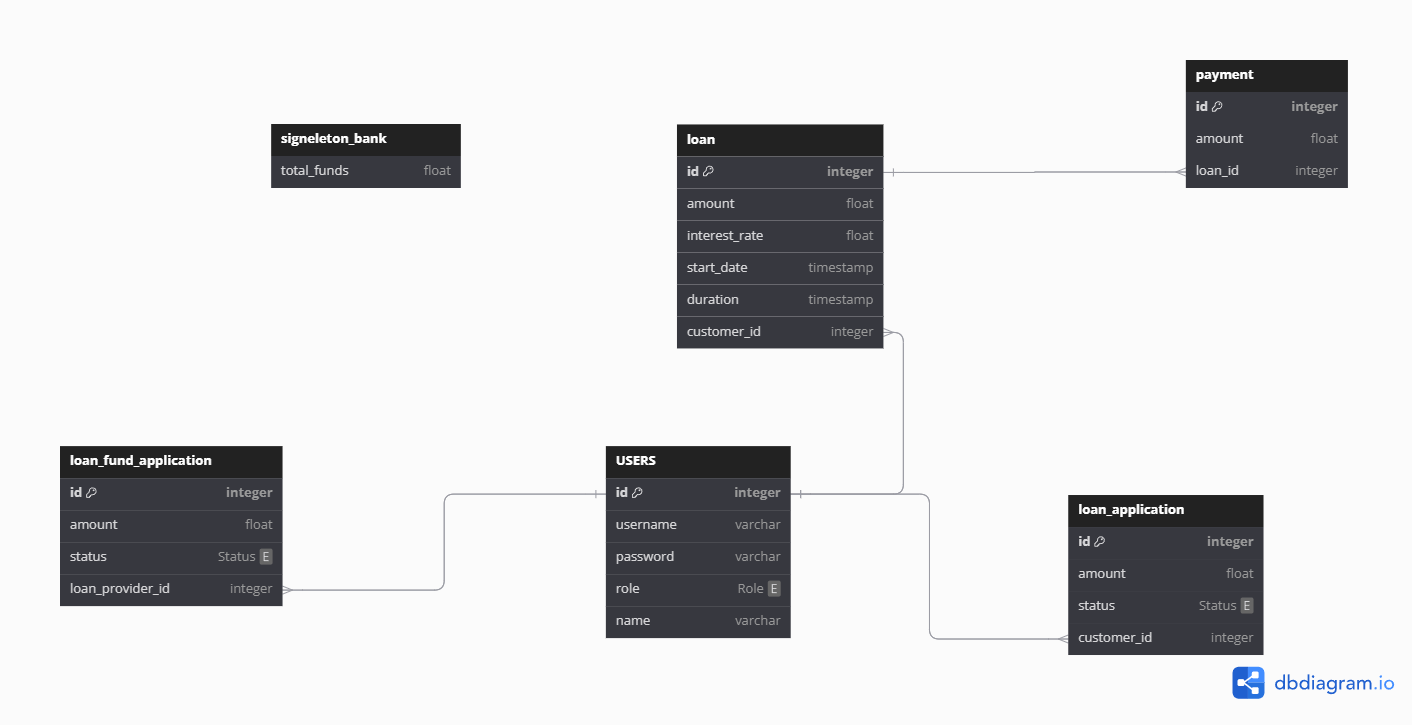 payment
id integer
amount float
loan_id integer
signeleton_bank
total_funds float
loan
id integer
amount float
interest_rate float
start_date timestamp
duration timestamp
customer_id integer
loan_fund_application
id integer
amount float
status Status E
loan_provider_id integer
USERS
id integer
username varchar
password varchar
role Role E
name varchar
loan_application
id integer
amount float
status Status E
customer_id integer
dbdiagram.io